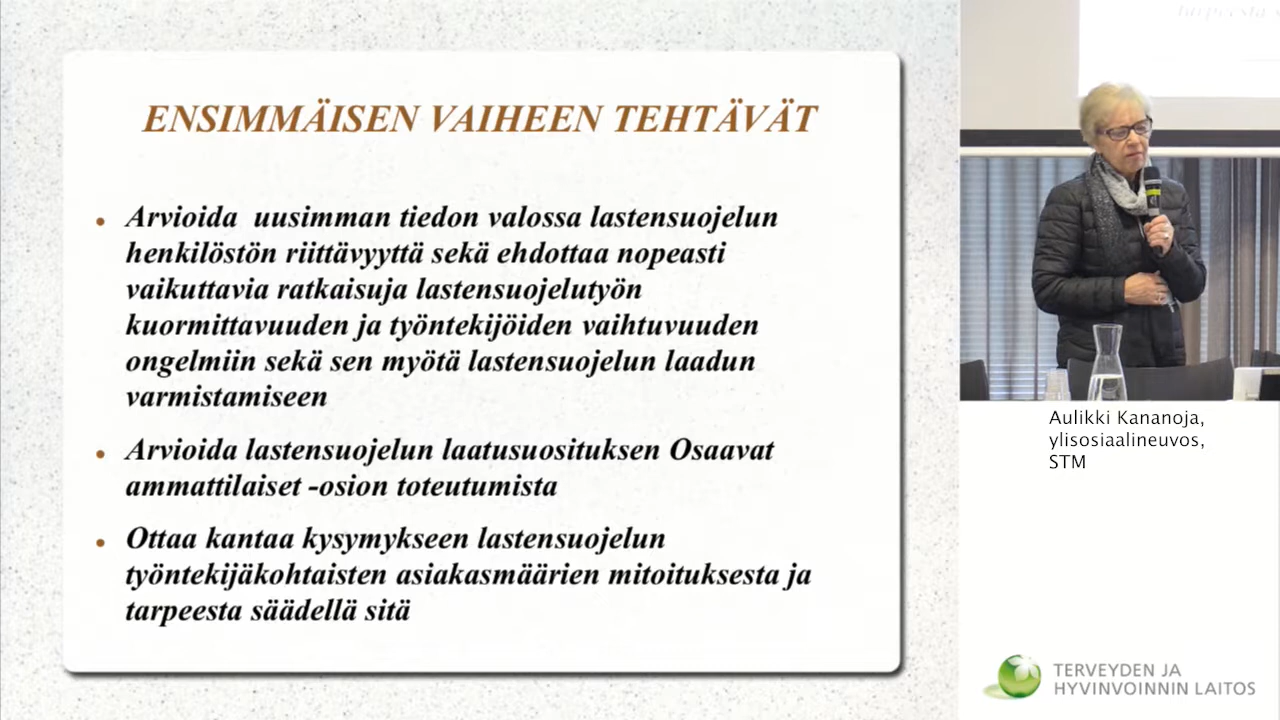 ENSIMMÄISEN VAIHEEN TEHTÄVÄT
Arvioida uusimman tiedon valossa lastensuojelun
henkilöstön riittävyyttä sekä ehdottaa nopeasti
vaikuttavia ratkaisuja lastensuojelutyön
kuormittavuuden ja työntekijöiden vaihtuvuuden
ongelmiin sekä sen myötä lastensuojelun laadun
varmistamiseen
Arvioida lastensuojelun laatusuosituksen Osaavat
ammattilaiset -osion toteutumista
Ottaa kantaa kysymykseen lastensuojelun
työntekijäkohtaisten asiakasmäärien mitoituksesta ja
tarpeesta säädellä sitä
tarpeesta s
Aulikki Kananoja,
ylisosiaalineuvos,
STM
TERVEYDEN JA
HYVINVOINNIN LAITOS